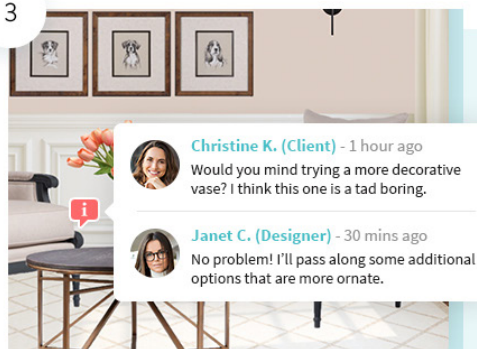 3
Christine K. (Client) - 1 hour ago
Would you mind trying a more decorative
vase? I think this one is a tad boring.
i
Janet C. (Designer) - 30 mins ago
No problem! I'll pass along some additional
options that are more ornate.